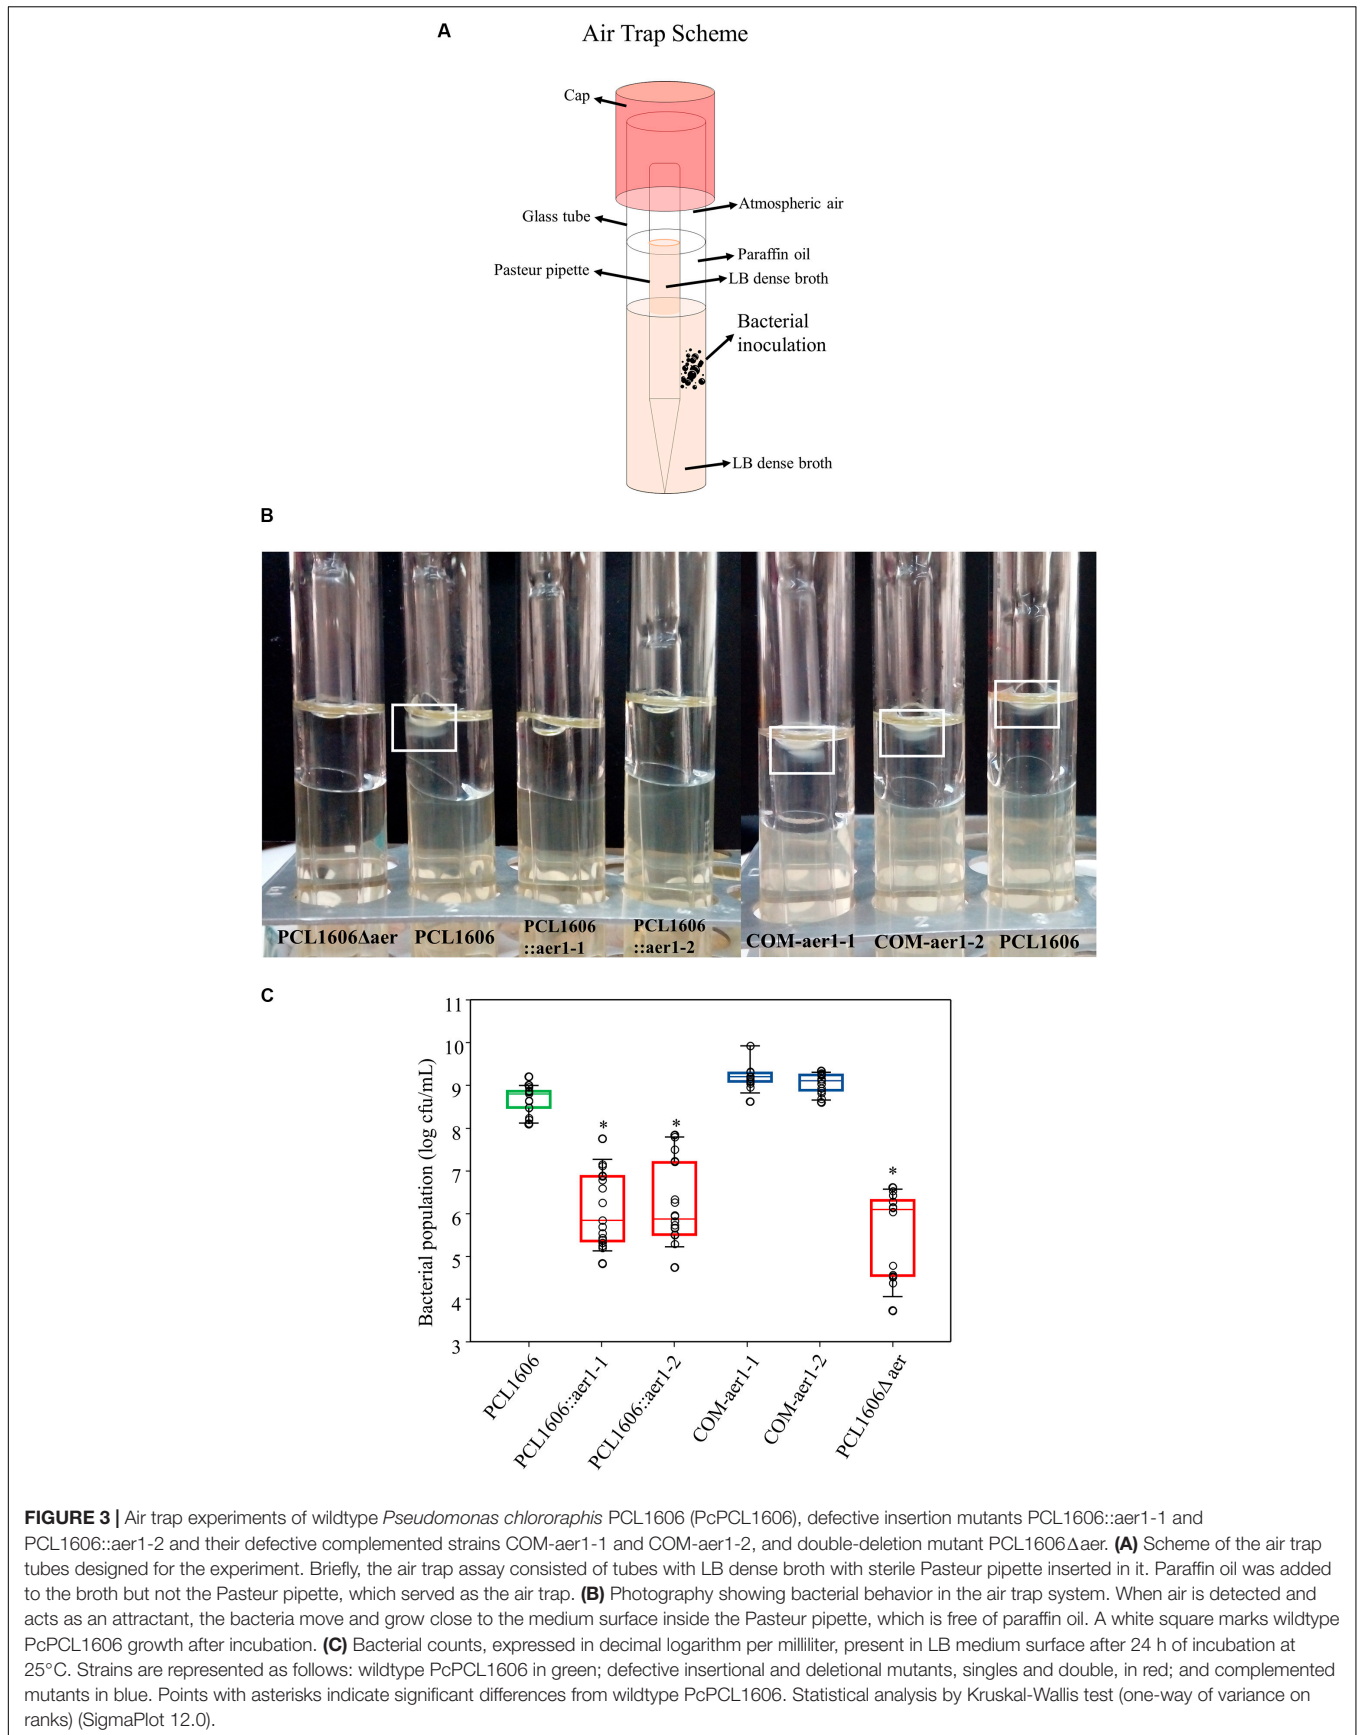 A
Air Trap Scheme
Cap
Atmospheric air
Glass tube
Paraffin oil
Pasteur pipette
LB dense broth
Bacterial
inoculation
LB dense broth
B
PCL1606Δaer
PCL1606
PCL1606
::aer1-1
PCL1606
::aer1-2
COM-aer1-1
COM-aer1-2
PCL1606
C
Bacterial population (log cfu/mL)
11
10
9
8
7
6
5
4
3
*
*
*
PCL1606
PCL1606::aer1-1
PCL1606::aer1-2
COM-aer1-1
COM-aer1-2
PCL1606Δ aer
FIGURE 3 | Air trap experiments of wildtype Pseudomonas chlororaphis PCL1606 (PcPCL1606), defective insertion mutants PCL1606::aer1-1 and
PCL1606::aer1-2 and their defective complemented strains COM-aer1-1 and COM-aer1-2, and double-deletion mutant PCL1606Δaer. (A) Scheme of the air trap
tubes designed for the experiment. Briefly, the air trap assay consisted of tubes with LB dense broth with sterile Pasteur pipette inserted in it. Paraffin oil was added
to the broth but not the Pasteur pipette, which served as the air trap. (B) Photography showing bacterial behavior in the air trap system. When air is detected and
acts as an attractant, the bacteria move and grow close to the medium surface inside the Pasteur pipette, which is free of paraffin oil. A white square marks wildtype
PcPCL1606 growth after incubation. (C) Bacterial counts, expressed in decimal logarithm per milliliter, present in LB medium surface after 24 h of incubation at
25°C. Strains are represented as follows: wildtype PcPCL1606 in green; defective insertional and deletional mutants, singles and double, in red; and complemented
mutants in blue. Points with asterisks indicate significant differences from wildtype PcPCL1606. Statistical analysis by Kruskal-Wallis test (one-way of variance on
ranks) (SigmaPlot 12.0).